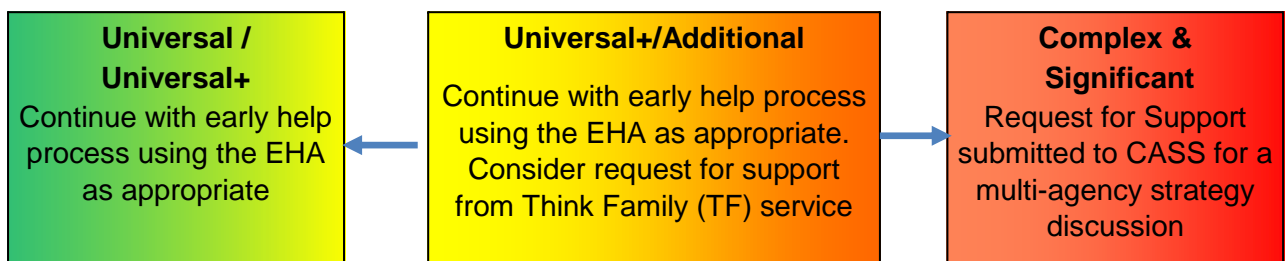 Universal /
Universal+
Continue with early help
process using the EHA
as appropriate
Universal+/Additional
Continue with early help process
using the EHA as appropriate.
Consider request for support
from Think Family (TF) service
Complex &
Significant
Request for Support
submitted to CASS for a
multi-agency strategy
discussion